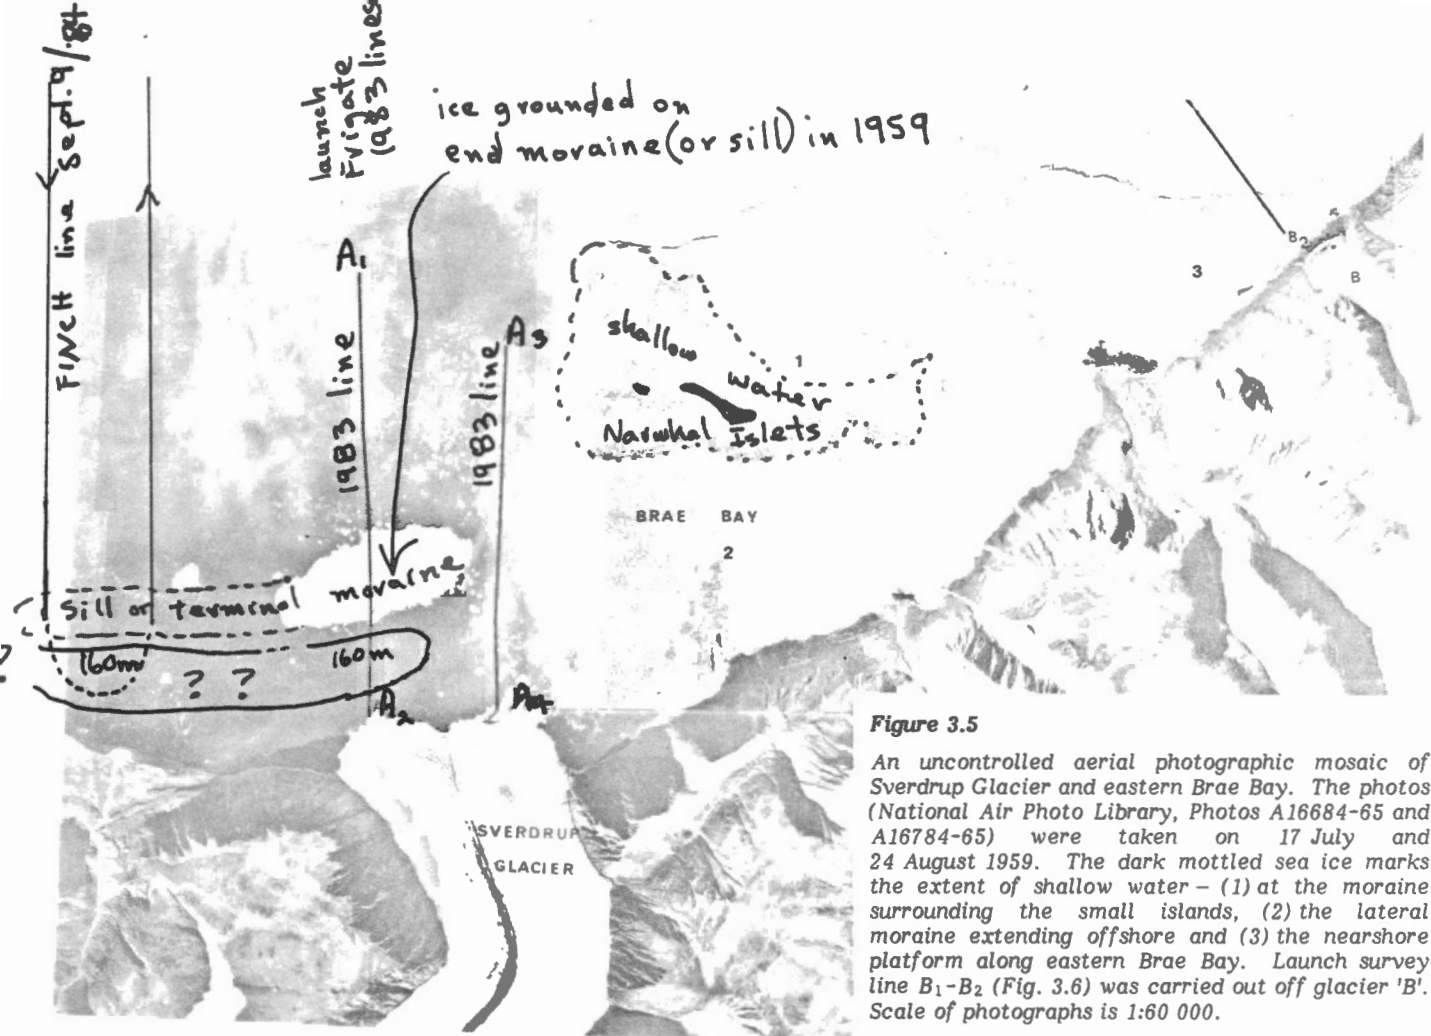 FINCH line Sept. 9/84
launch
Frigate
1983 lines
ice grounded on
end moraine (or sill) in 1959
A1
1983 line
A3
1983 line
shallow
water
Narwhal Islets
1
BRAE BAY
2
3
B2
B
Sill or terminal moraine
160m
160m
?
? ?
A2
A4
SVERDRUP
GLACIER
Figure 3.5
An uncontrolled aerial photographic mosaic of
Sverdrup Glacier and eastern Brae Bay. The photos
(National Air Photo Library, Photos A16684-65 and
A16784-65) were taken on 17 July and
24 August 1959. The dark mottled sea ice marks
the extent of shallow water – (1) at the moraine
surrounding the small islands, (2) the lateral
moraine extending offshore and (3) the nearshore
platform along eastern Brae Bay. Launch survey
line B1-B2 (Fig. 3.6) was carried out off glacier 'B'.
Scale of photographs is 1:60 000.